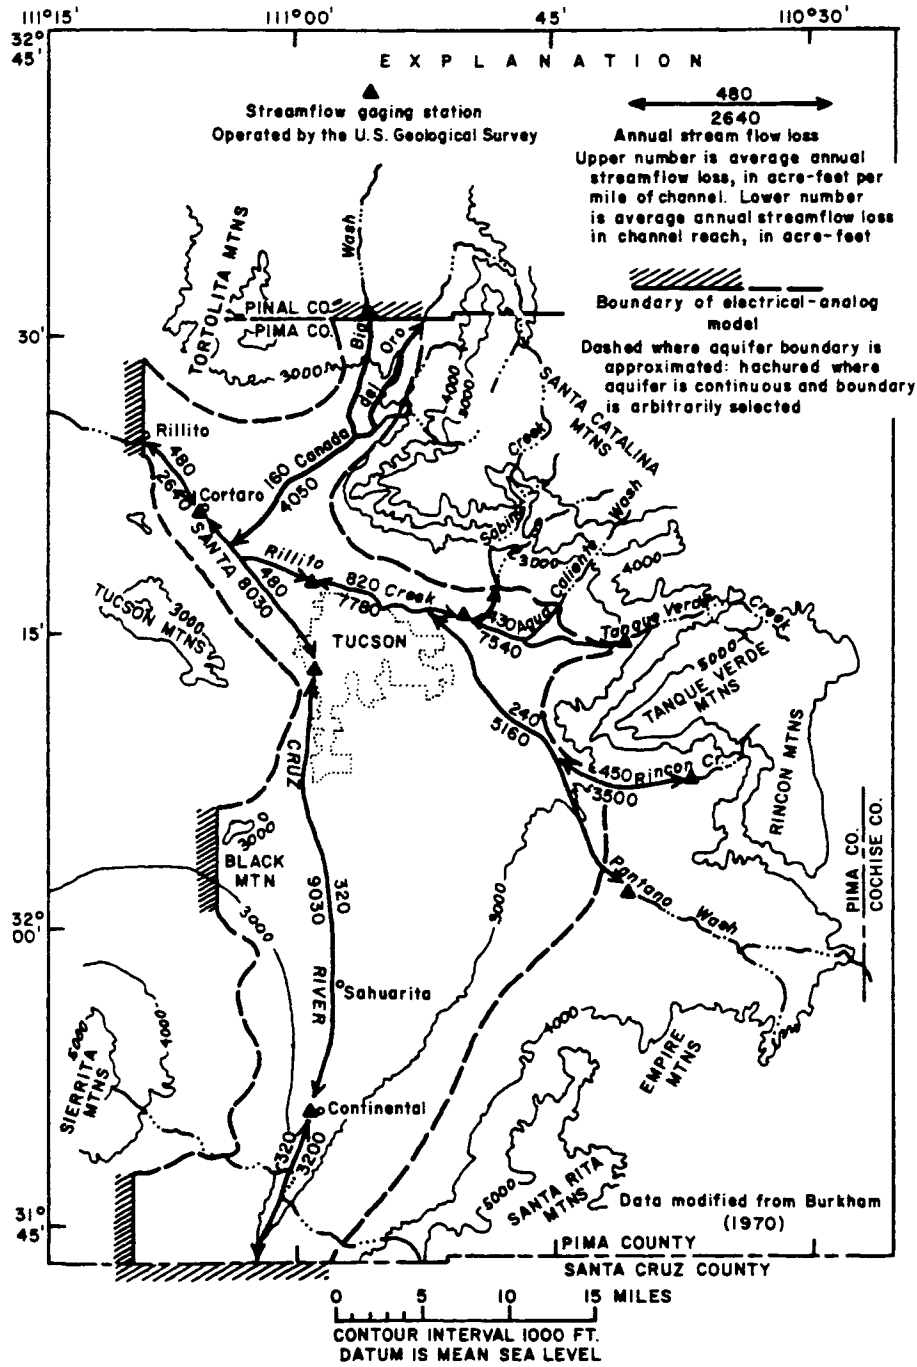 111°15'
111°00'
45'
110°30'
32°
45'
EXPLANATION
Streamflow gaging station
Operated by the U.S. Geological Survey
480
2640
Annual stream flow loss
Upper number is average annual
streamflow loss, in acre-feet per
mile of channel. Lower number
is average annual streamflow loss
in channel reach, in acre-feet
Boundary of electrical-analog
model
Dashed where aquifer boundary is
approximated: hachured where
aquifer is continuous and boundary
is arbitrarily selected
Wash
Big
TORTOLITA MTNS
PINAL CO.
PIMA CO.
30'
3000
Oro
del
Canada
160
4050
4000
5000
SANTA CATALINA
MTNS
Rillito
480
2640
Cortaro
SANTA
480
8030
Creek
Sabino
3000
Wash
Agua Caliente
4000
Rillito
820 Creek
7780
430
7540
Tanque Verde
Creek
TUCSON MTNS
3000
15'
TUCSON
5000
TANQUE VERDE
MTNS
240
5160
CRUZ
450 Rincon Cr.
3500
RINCON MTNS
3000
BLACK
MTN
3000
320
9030
3000
Pantano
Wash
PIMA CO.
COCHISE CO.
32°
00'
RIVER
Sahuarita
5000
4000
SIERRITA
MTNS
4000
EMPIRE
MTNS
Continental
320
3200
5000
SANTA RITA
MTNS
Data modified from Burkham
(1970)
31°
45'
PIMA COUNTY
SANTA CRUZ COUNTY
0 5 10 15 MILES
CONTOUR INTERVAL 1000 FT.
DATUM IS MEAN SEA LEVEL